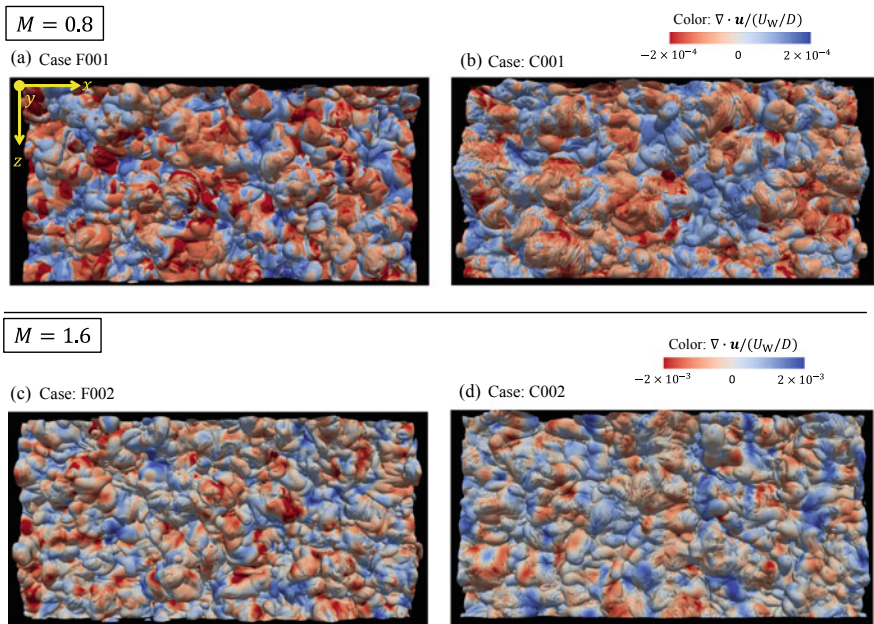 M = 0.8
Color: ∇ · u/(U_W/D)
−2 × 10⁻⁴ 0 2 × 10⁻⁴
(a) Case F001
(b) Case: C001
x
y
z
M = 1.6
Color: ∇ · u/(U_W/D)
−2 × 10⁻³ 0 2 × 10⁻³
(c) Case: F002
(d) Case: C002